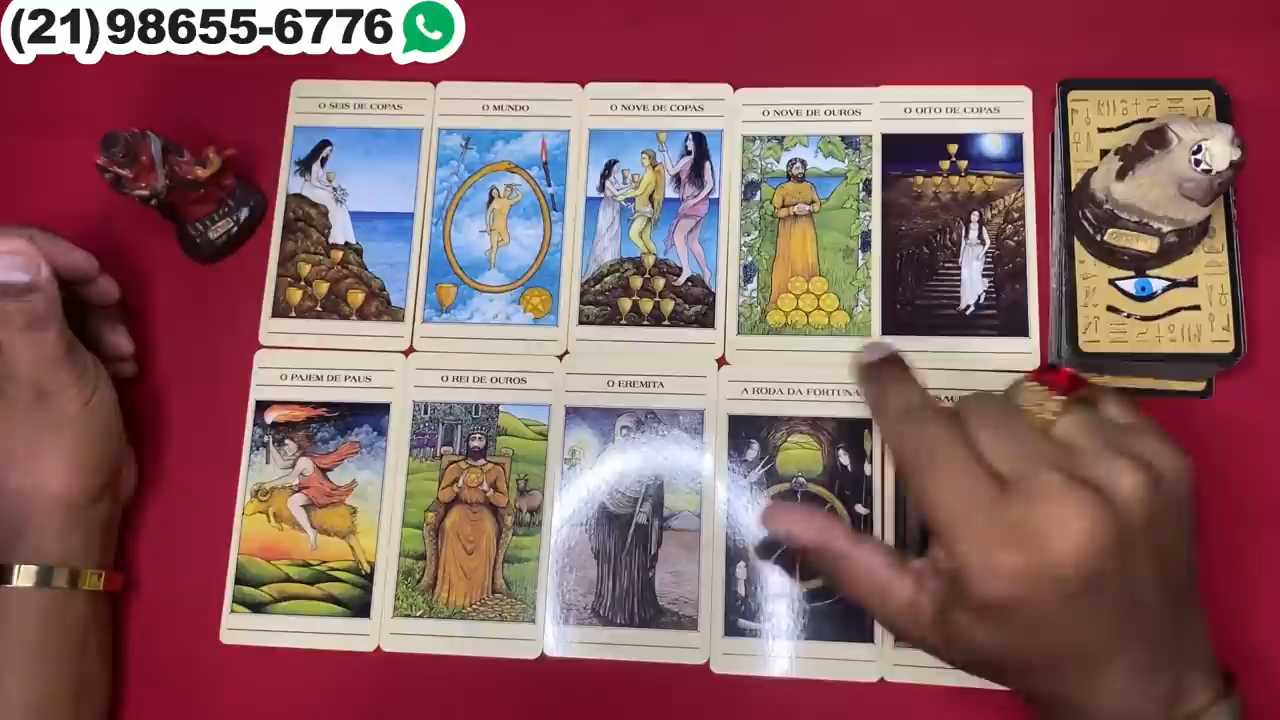 (21)98655-6776
O SEIS DE COPAS
O MUNDO
O NOVE DE COPAS
O NOVE DE OUROS
O OITO DE COPAS
O PAJEM DE PAUS
O REI DE OUROS
O EREMITA
A RODA DA FORTUNA